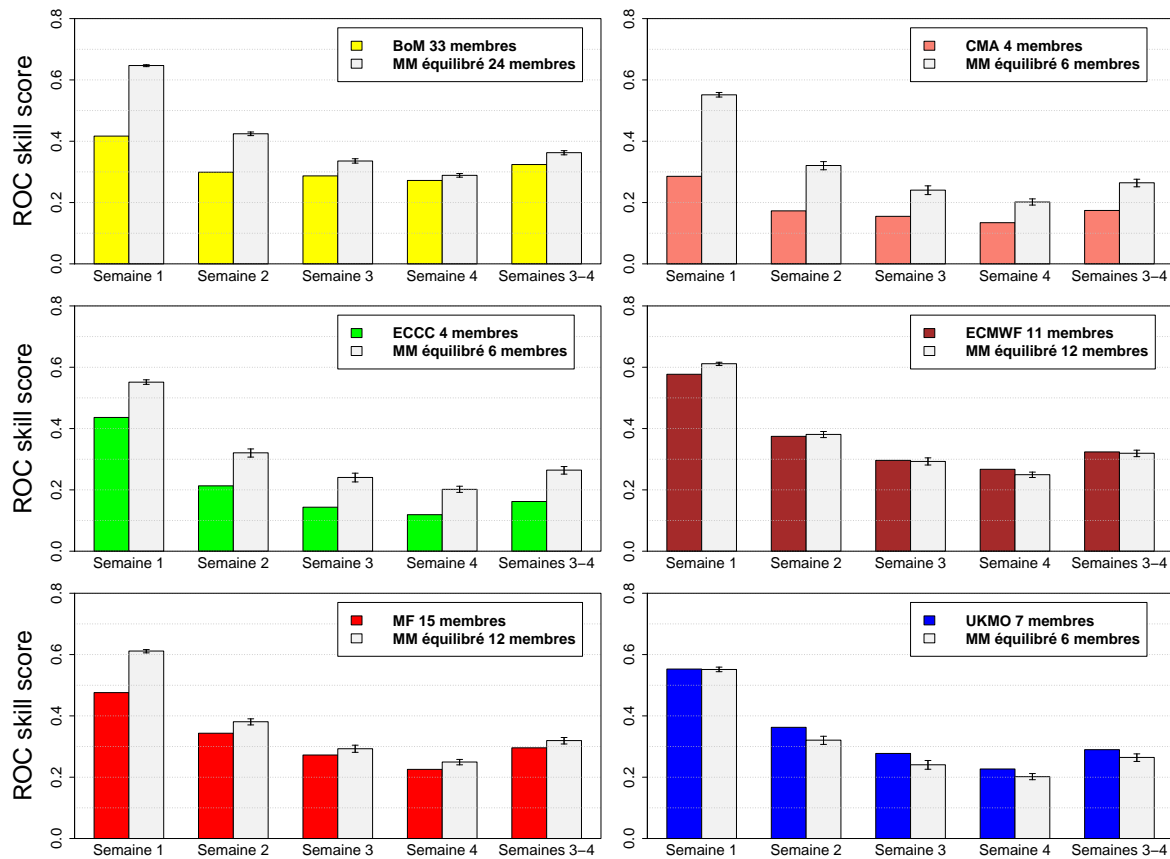 ROC skill score
0.0 0.2 0.4 0.6 0.8
BoM 33 membres
MM équilibré 24 membres
Semaine 1 Semaine 2 Semaine 3 Semaine 4 Semaines 3−4
0.0 0.2 0.4 0.6 0.8
CMA 4 membres
MM équilibré 6 membres
Semaine 1 Semaine 2 Semaine 3 Semaine 4 Semaines 3−4
ROC skill score
0.0 0.2 0.4 0.6 0.8
ECCC 4 membres
MM équilibré 6 membres
Semaine 1 Semaine 2 Semaine 3 Semaine 4 Semaines 3−4
0.0 0.2 0.4 0.6 0.8
ECMWF 11 membres
MM équilibré 12 membres
Semaine 1 Semaine 2 Semaine 3 Semaine 4 Semaines 3−4
ROC skill score
0.0 0.2 0.4 0.6 0.8
MF 15 membres
MM équilibré 12 membres
Semaine 1 Semaine 2 Semaine 3 Semaine 4 Semaines 3−4
0.0 0.2 0.4 0.6 0.8
UKMO 7 membres
MM équilibré 6 membres
Semaine 1 Semaine 2 Semaine 3 Semaine 4 Semaines 3−4